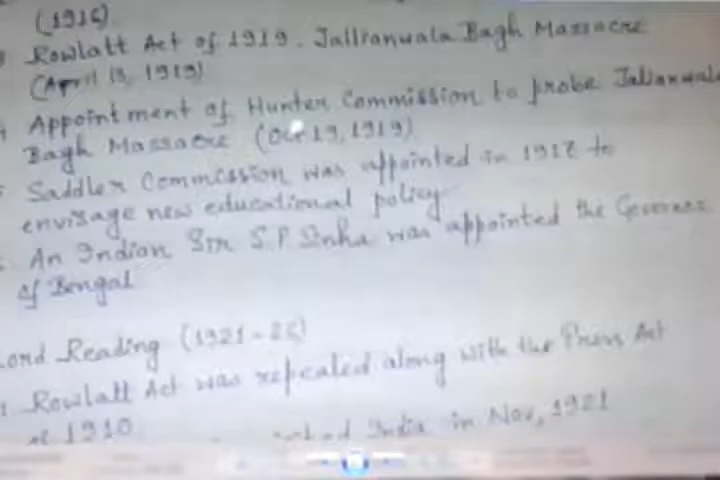 (1916)
Rowlatt Act of 1919. Jallianwala Bagh Massacre
(April 13, 1919)
Appointment of Hunter Commission to probe Jallianwala
Bagh Massacre (Oct 19, 1919)
Saddler Commission was appointed in 1917 to
envisage new educational policy
An Indian Sir S.P. Sinha was appointed the Governor
of Bengal
Lord Reading (1921-26)
Rowlatt Act was repealed along with the Press Act
of 1910
India in Nov, 1921